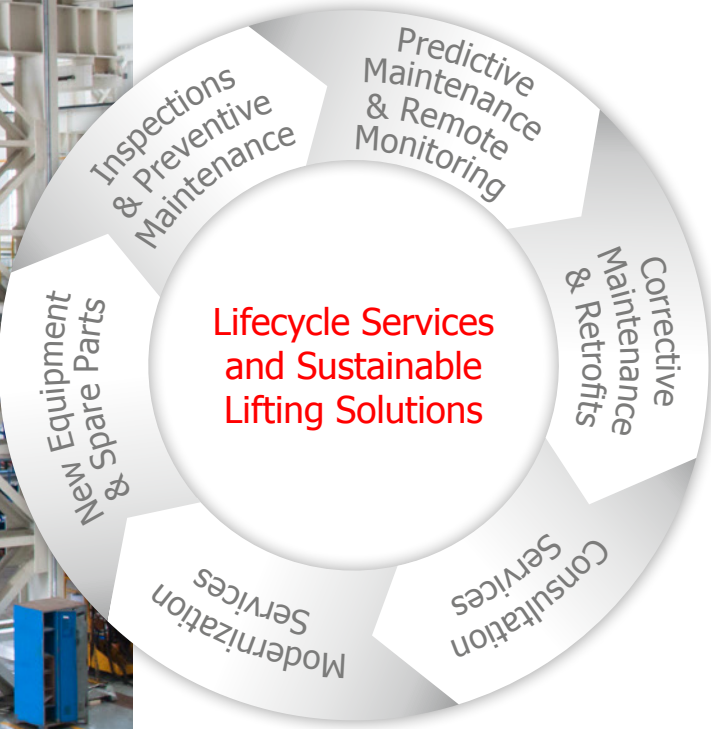 Predictive
Maintenance
& Remote
Monitoring
Corrective
Maintenance
& Retrofits
Consultation
Services
Modernization
Services
New Equipment
& Spare Parts
Inspections
& Preventive
Maintenance
Lifecycle Services
and Sustainable
Lifting Solutions